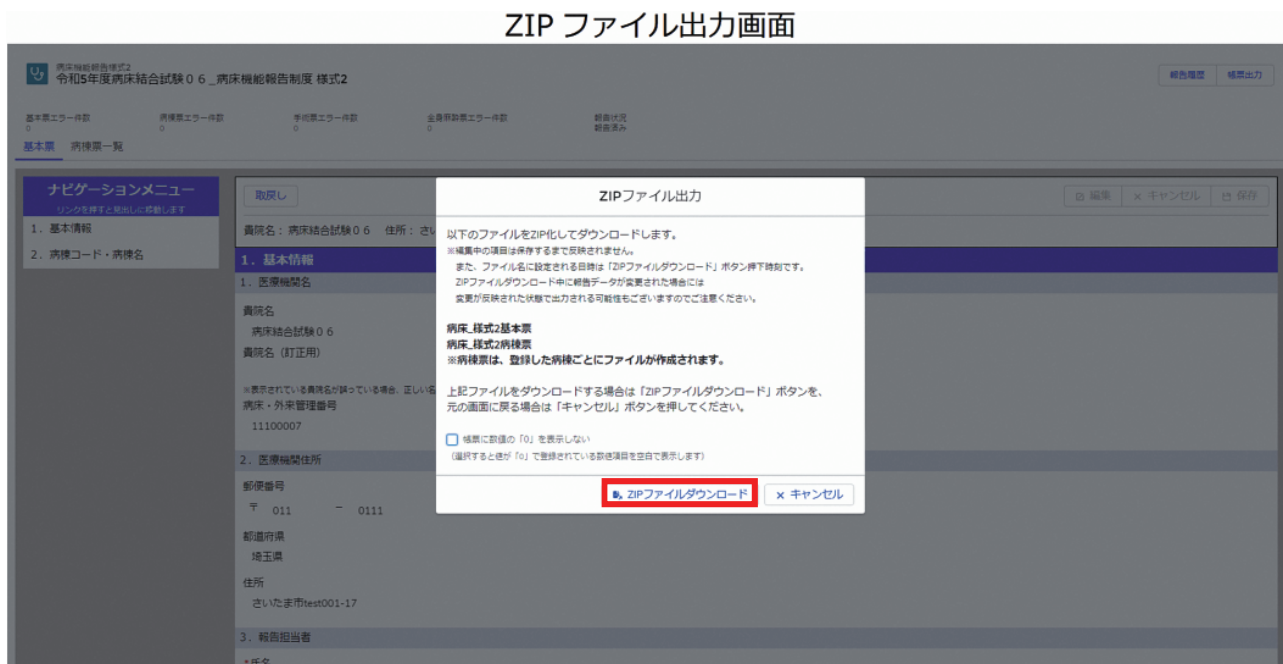 ZIP ファイル出力画面
病床機能報告様式2
令和5年度病床結合試験０６_病床機能報告制度 様式2
報告履歴
帳票出力
基本票エラー件数
病棟票エラー件数
手術票エラー件数
全身麻酔票エラー件数
報告状況
0
0
0
0
報告済み
基本票
病棟票一覧
ナビゲーションメニュー
リンクを押すと見出しに移動します
1．基本情報
2．病棟コード・病棟名
取戻し
編集
× キャンセル
保存
貴院名： 病床結合試験０６ 住所： さい
1．基本情報
1．医療機関名
貴院名
病床結合試験０６
貴院名（訂正用）
※表示されている貴院名が誤っている場合、正しい名
病床・外来管理番号
11100007
2．医療機関住所
郵便番号
〒 011 － 0111
都道府県
埼玉県
住所
さいたま市test001-17
3．報告担当者
*氏名
ZIPファイル出力
以下のファイルをZIP化してダウンロードします。
※編集中の項目は保存するまで反映されません。
また、ファイル名に設定される日時は「ZIPファイルダウンロード」ボタン押下時刻です。
ZIPファイルダウンロード中に報告データが変更された場合には
変更が反映された状態で出力される可能性もございますのでご注意ください。
病床_様式2基本票
病床_様式2病棟票
※病棟票は、登録した病棟ごとにファイルが作成されます。
上記ファイルをダウンロードする場合は「ZIPファイルダウンロード」ボタンを、
元の画面に戻る場合は「キャンセル」ボタンを押してください。
帳票に数値の「0」を表示しない
（選択すると値が「0」で登録されている数値項目を空白で表示します）
ZIPファイルダウンロード
× キャンセル